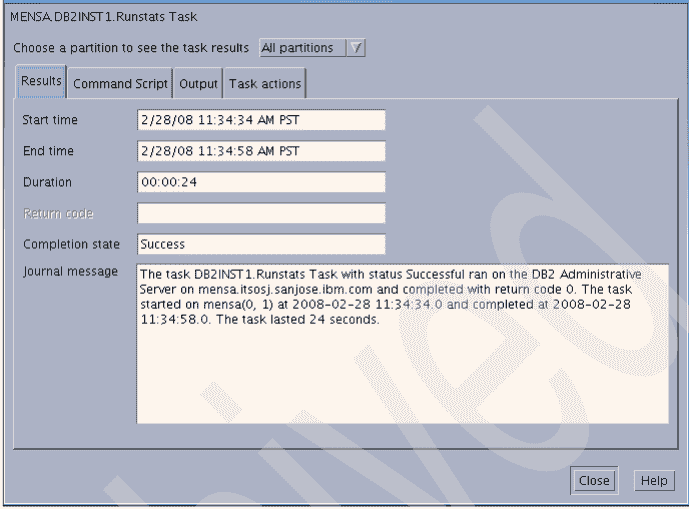 MENSA.DB2INST1.Runstats Task
Choose a partition to see the task results All partitions
Results Command Script Output Task actions
Start time 2/28/08 11:34:34 AM PST
End time 2/28/08 11:34:58 AM PST
Duration 00:00:24
Return code
Completion state Success
Journal message The task DB2INST1.Runstats Task with status Successful ran on the DB2 Administrative
Server on mensa.itsosj.sanjose.ibm.com and completed with return code 0. The task
started on mensa(0, 1) at 2008-02-28 11:34:34.0 and completed at 2008-02-28
11:34:58.0. The task lasted 24 seconds.
Close Help